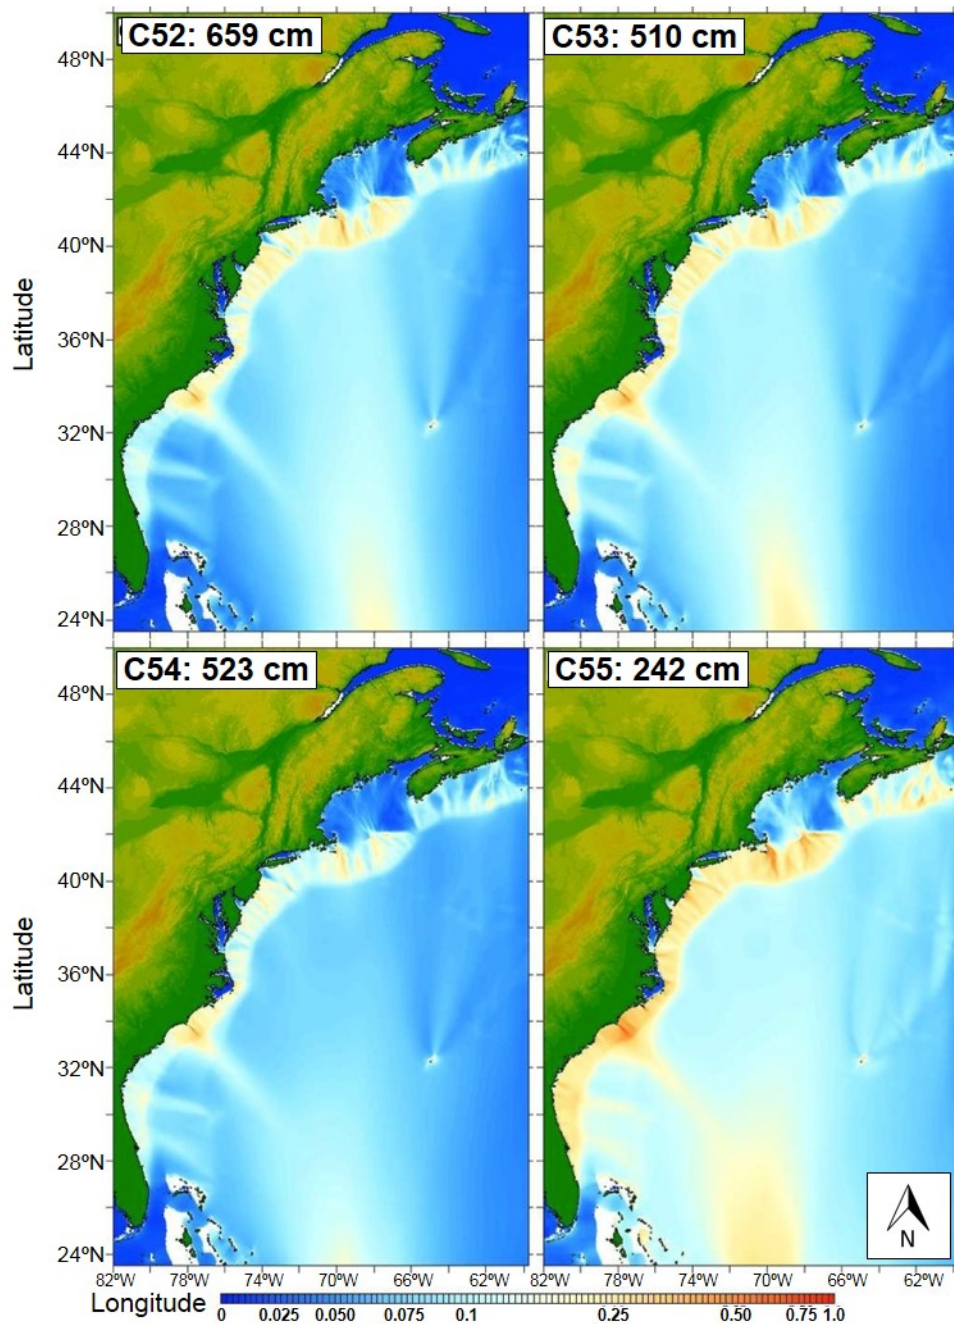 C52: 659 cm
C53: 510 cm
48ºN
44ºN
40ºN
36ºN
32ºN
28ºN
24ºN
Latitude
C54: 523 cm
C55: 242 cm
48ºN
44ºN
40ºN
36ºN
32ºN
28ºN
24ºN
Latitude
N
82ºW 78ºW 74ºW 70ºW 66ºW 62ºW 82ºW 78ºW 74ºW 70ºW 66ºW 62ºW
Longitude
0 0.025 0.050 0.075 0.1 0.25 0.50 0.75 1.0